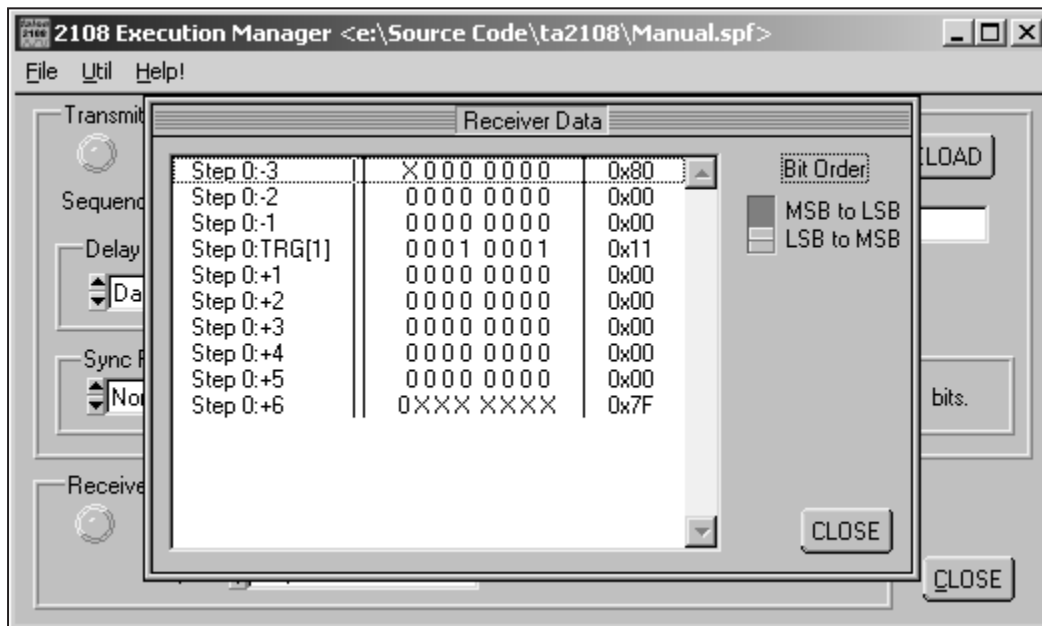 2108 Execution Manager <e:\Source Code\ta2108\Manual.spf>
File Util Help!
Transmit
Receiver Data
LOAD
Sequenc
Delay
Da
Sync
Nor
bits.
Step 0:-3 X000 0000 0x80
Step 0:-2 0000 0000 0x00
Step 0:-1 0000 0000 0x00
Step 0:TRG[1] 0001 0001 0x11
Step 0:+1 0000 0000 0x00
Step 0:+2 0000 0000 0x00
Step 0:+3 0000 0000 0x00
Step 0:+4 0000 0000 0x00
Step 0:+5 0000 0000 0x00
Step 0:+6 0XXX XXXX 0x7F
Bit Order
MSB to LSB
LSB to MSB
CLOSE
Receive
CLOSE